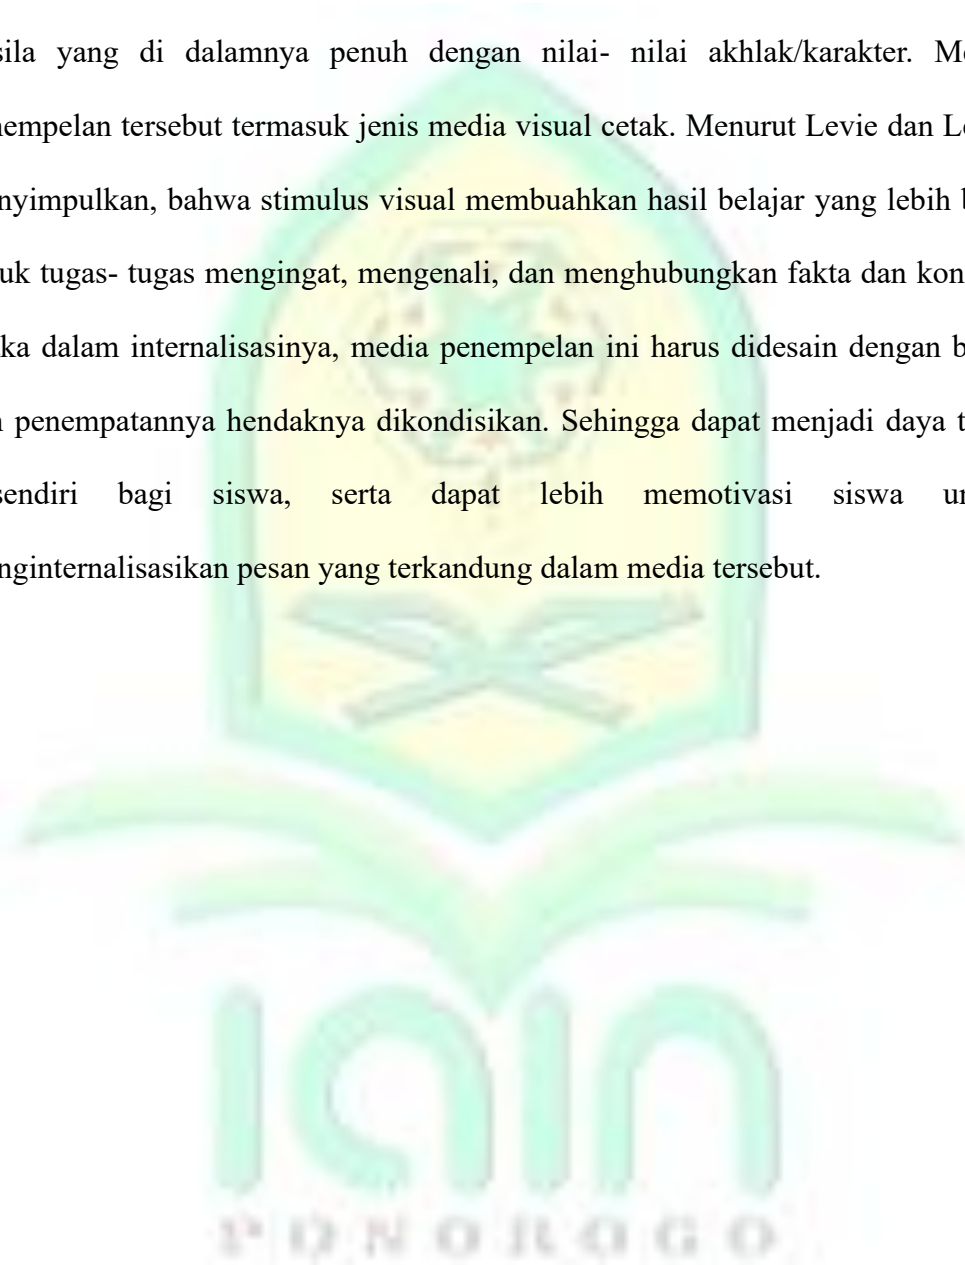 sila yang di dalamnya penuh dengan nilai- nilai akhlak/karakter. Me
nempelan tersebut termasuk jenis media visual cetak. Menurut Levie dan Le
nyimpulkan, bahwa stimulus visual membuahkan hasil belajar yang lebih b
uk tugas- tugas mengingat, mengenali, dan menghubungkan fakta dan kon
ka dalam internalisasinya, media penempelan ini harus didesain dengan b
n penempatannya hendaknya dikondisikan. Sehingga dapat menjadi daya t
sendiri bagi siswa, serta dapat lebih memotivasi siswa un
nginternalisasikan pesan yang terkandung dalam media tersebut.
iain
PONOROGO